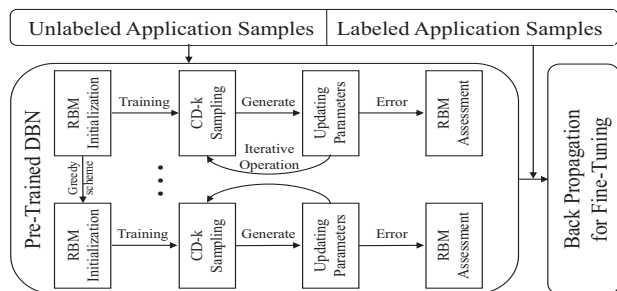 Unlabeled Application Samples
Labeled Application Samples
Pre-Trained DBN
RBM
Initialization
Training
CD-k
Sampling
Generate
Updating
Parameters
Error
RBM
Assessment
Iterative
Operation
Greedy
scheme
RBM
Initialization
Training
CD-k
Sampling
Generate
Updating
Parameters
Error
RBM
Assessment
Back Propagation
for Fine-Tuning